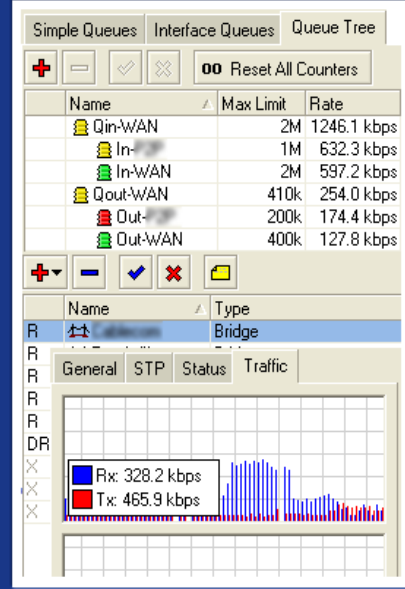 Simple Queues Interface Queues Queue Tree
00 Reset All Counters
Name Max Limit Rate
Qin-WAN 2M 1246.1 kbps
In- 1M 632.3 kbps
In-WAN 2M 597.2 kbps
Qout-WAN 410k 254.0 kbps
Out- 200k 174.4 kbps
Out-WAN 400k 127.8 kbps
Name Type
R Bridge
R
R General STP Status Traffic
R
R
DR
X Rx: 328.2 kbps
X Tx: 465.9 kbps
X